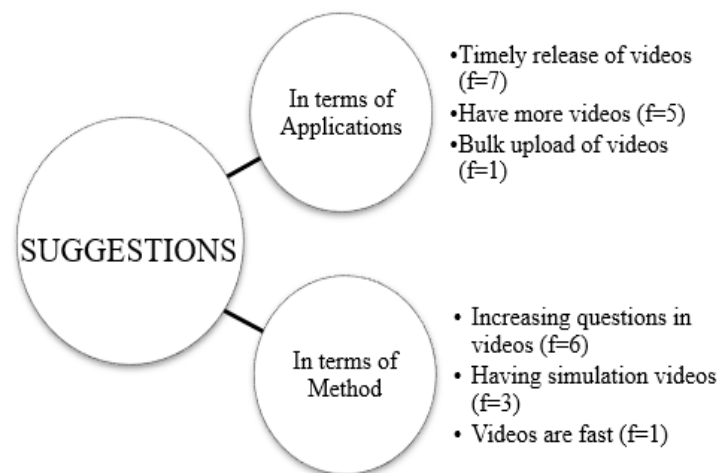 SUGGESTIONS
In terms of
Applications
•Timely release of videos
(f=7)
•Have more videos (f=5)
•Bulk upload of videos
(f=1)
In terms of
Method
• Increasing questions in
videos (f=6)
• Having simulation videos
(f=3)
• Videos are fast (f=1)